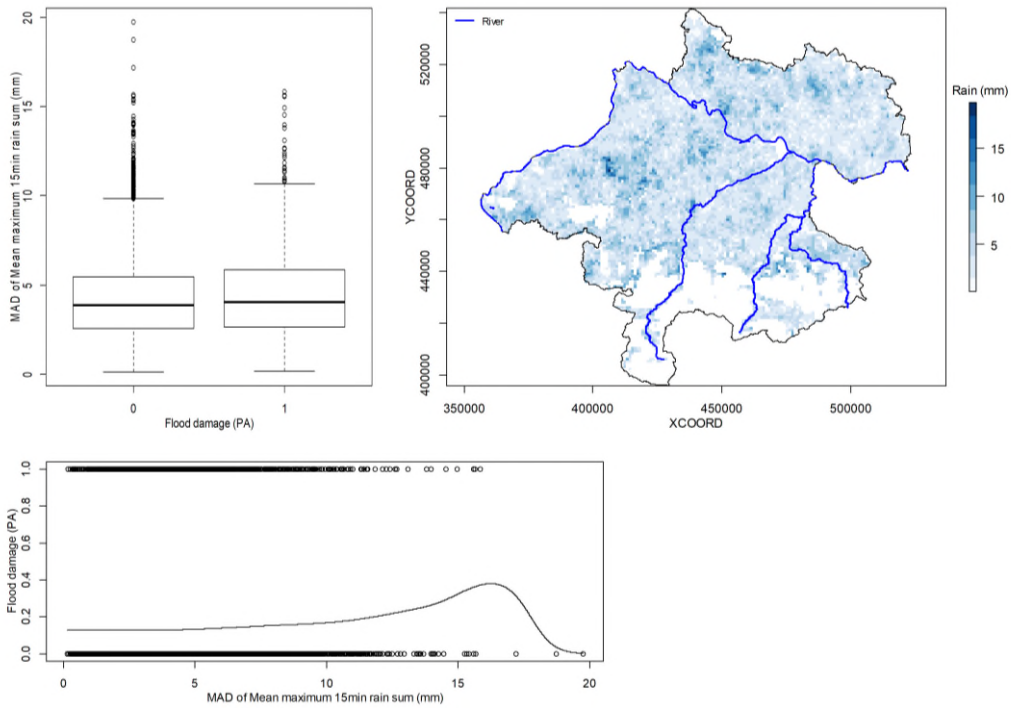 MAD of Mean maximum 15min rain sum (mm)
20
15
10
5
0
0 1
Flood damage (PA)
River
YCOORD
520000
480000
440000
400000
350000 400000 450000 500000
XCOORD
Rain (mm)
15
10
5
Flood damage (PA)
1.0
0.8
0.6
0.4
0.2
0.0
0 5 10 15 20
MAD of Mean maximum 15min rain sum (mm)